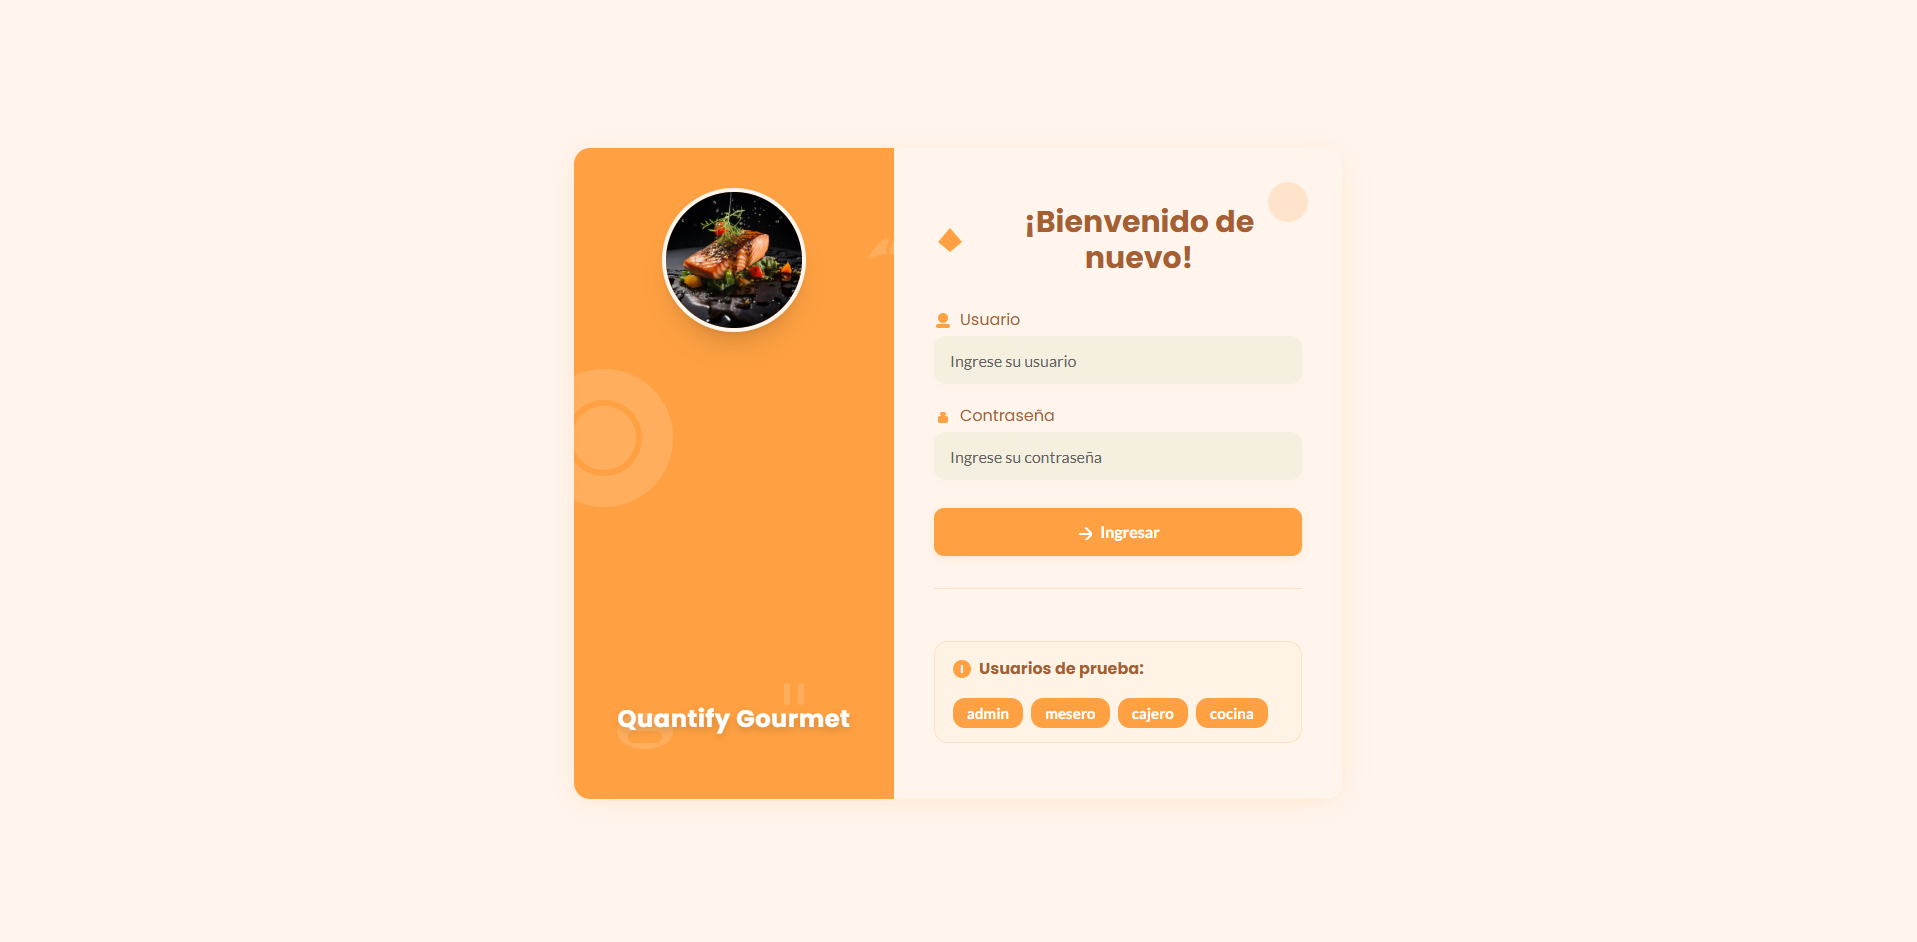 ¡Bienvenido de
nuevo!
Usuario
Ingrese su usuario
Contraseña
Ingrese su contraseña
→ Ingresar
i Usuarios de prueba:
admin mesero cajero cocina
Quantify Gourmet